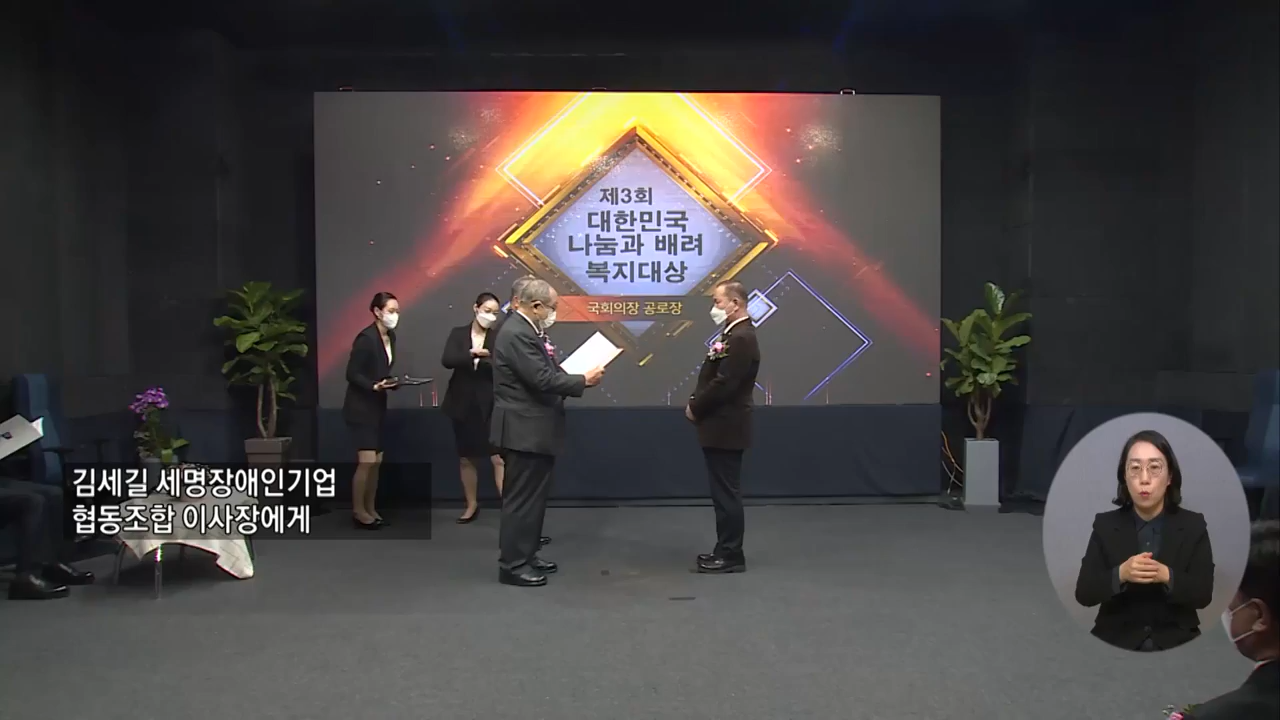 제3회
대한민국
나눔과 배려
복지대상
국회의장 공로장
김세길 세명장애인기업
협동조합 이사장에게